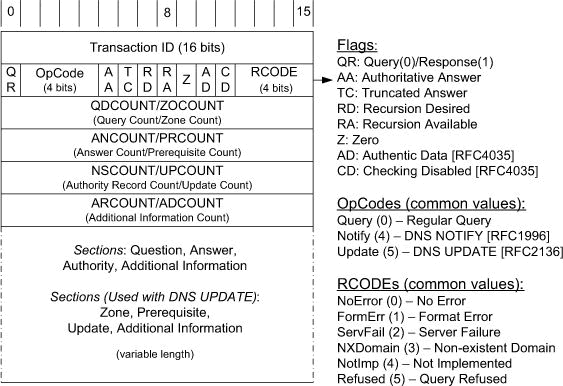 0 8 15
Transaction ID (16 bits)
QR OpCode (4 bits) AA TC RD RA Z AD CD RCODE (4 bits)
QDCOUNT/ZOCOUNT
(Query Count/Zone Count)
ANCOUNT/PRCOUNT
(Answer Count/Prerequisite Count)
NSCOUNT/UPCOUNT
(Authority Record Count/Update Count)
ARCOUNT/ADCOUNT
(Additional Information Count)
Sections: Question, Answer,
Authority, Additional Information
Sections (Used with DNS UPDATE):
Zone, Prerequisite,
Update, Additional Information
(variable length)
Flags:
QR: Query(0)/Response(1)
AA: Authoritative Answer
TC: Truncated Answer
RD: Recursion Desired
RA: Recursion Available
Z: Zero
AD: Authentic Data [RFC4035]
CD: Checking Disabled [RFC4035]
OpCodes (common values):
Query (0) – Regular Query
Notify (4) – DNS NOTIFY [RFC1996]
Update (5) – DNS UPDATE [RFC2136]
RCODEs (common values):
NoError (0) – No Error
FormErr (1) – Format Error
ServFail (2) – Server Failure
NXDomain (3) – Non-existent Domain
NotImp (4) – Not Implemented
Refused (5) – Query Refused